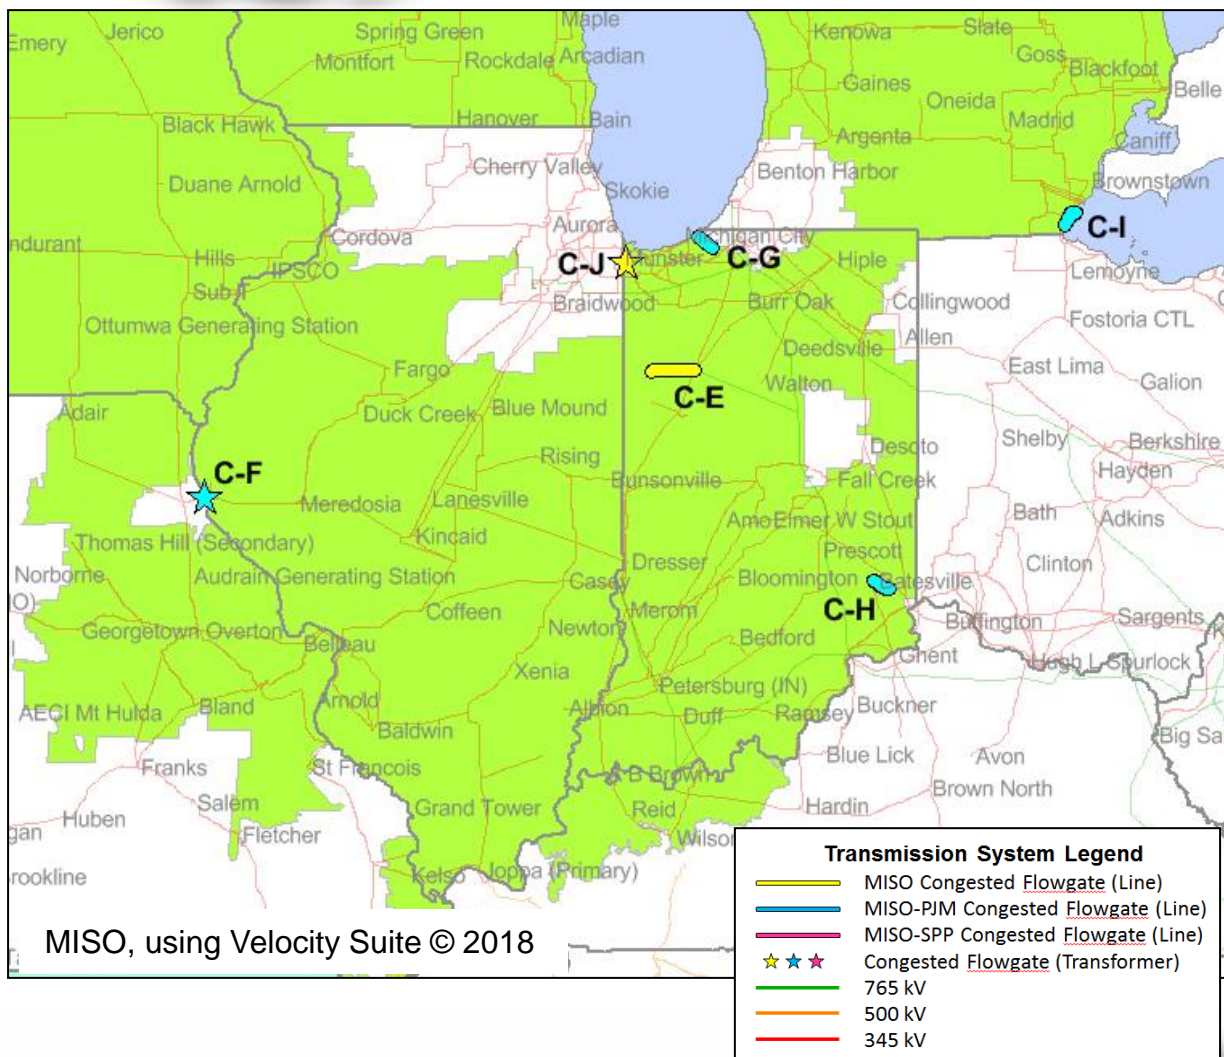 Jerico
Emery
Spring Green
Maple
Arcadian
Rockdale
Montfort
Kenowa
Slate
Goss
Blackfoot
Gaines
Oneida
Belle
Madrid
Black Hawk
Hanover
Bain
Argenta
Caniff
Duane Arnold
Cherry Valley
Skokie
Benton Harbor
Brownstown
Aurora
Michigan City
C-I
Cordova
Hills
IPSCO
C-J
C-G
Hiple
Lemoyne
Sub T
Braidwood
Burr Oak
Collingwood
Ottumwa Generating Station
Allen
Fostoria CTL
Deedsville
Fargo
East Lima
Walton
Galion
C-E
Adair
Duck Creek
Blue Mound
Shelby
Berkshire
Desoto
Rising
C-F
Hayden
Bunsonville
Fall Creek
Meredosia
Lanesville
Amo
Elmer W Stout
Bath
Adkins
Kincaid
Thomas Hill (Secondary)
Prescott
Clinton
Dresser
Norborne
Audrain Generating Station
Casey
Bloomington
Batesville
C-H
Coffeen
Merom
Buffington
Sargents
Georgetown
Overton
Newton
Bedford
Belleau
Ghent
Hugh L Spurlock
Xenia
Petersburg (IN)
AECI Mt Hulda
Bland
Arnold
Albion
Duff
Ramsey
Buckner
Baldwin
Big Sa
Franks
St Francois
Blue Lick
Avon
B Brown
Brown North
Salem
Grand Tower
Reid
Hardin
Huben
Fletcher
Wilso
Kelso
Joppa (Primary)
rookline
MISO, using Velocity Suite © 2018
Transmission System Legend
MISO Congested Flowgate (Line)
MISO-PJM Congested Flowgate (Line)
MISO-SPP Congested Flowgate (Line)
Congested Flowgate (Transformer)
765 kV
500 kV
345 kV